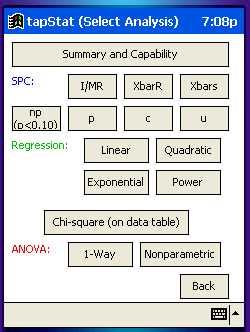 tapStat (Select Analysis) 7:08p
Summary and Capability
SPC: I/MR XbarR Xbars
np (p<0.10) p c u
Regression: Linear Quadratic
Exponential Power
Chi-square (on data table)
ANOVA: 1-Way Nonparametric
Back